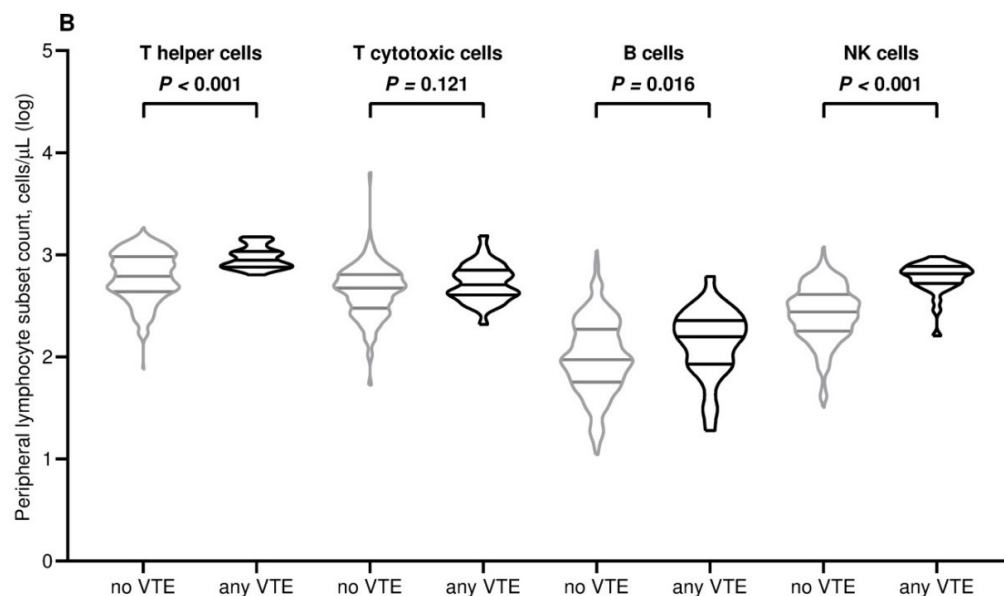 B
T helper cells T cytotoxic cells B cells NK cells
P < 0.001 P = 0.121 P = 0.016 P < 0.001
Peripheral lymphocyte subset count, cells/µL (log)
5
4
3
2
1
0
no VTE any VTE no VTE any VTE no VTE any VTE no VTE any VTE